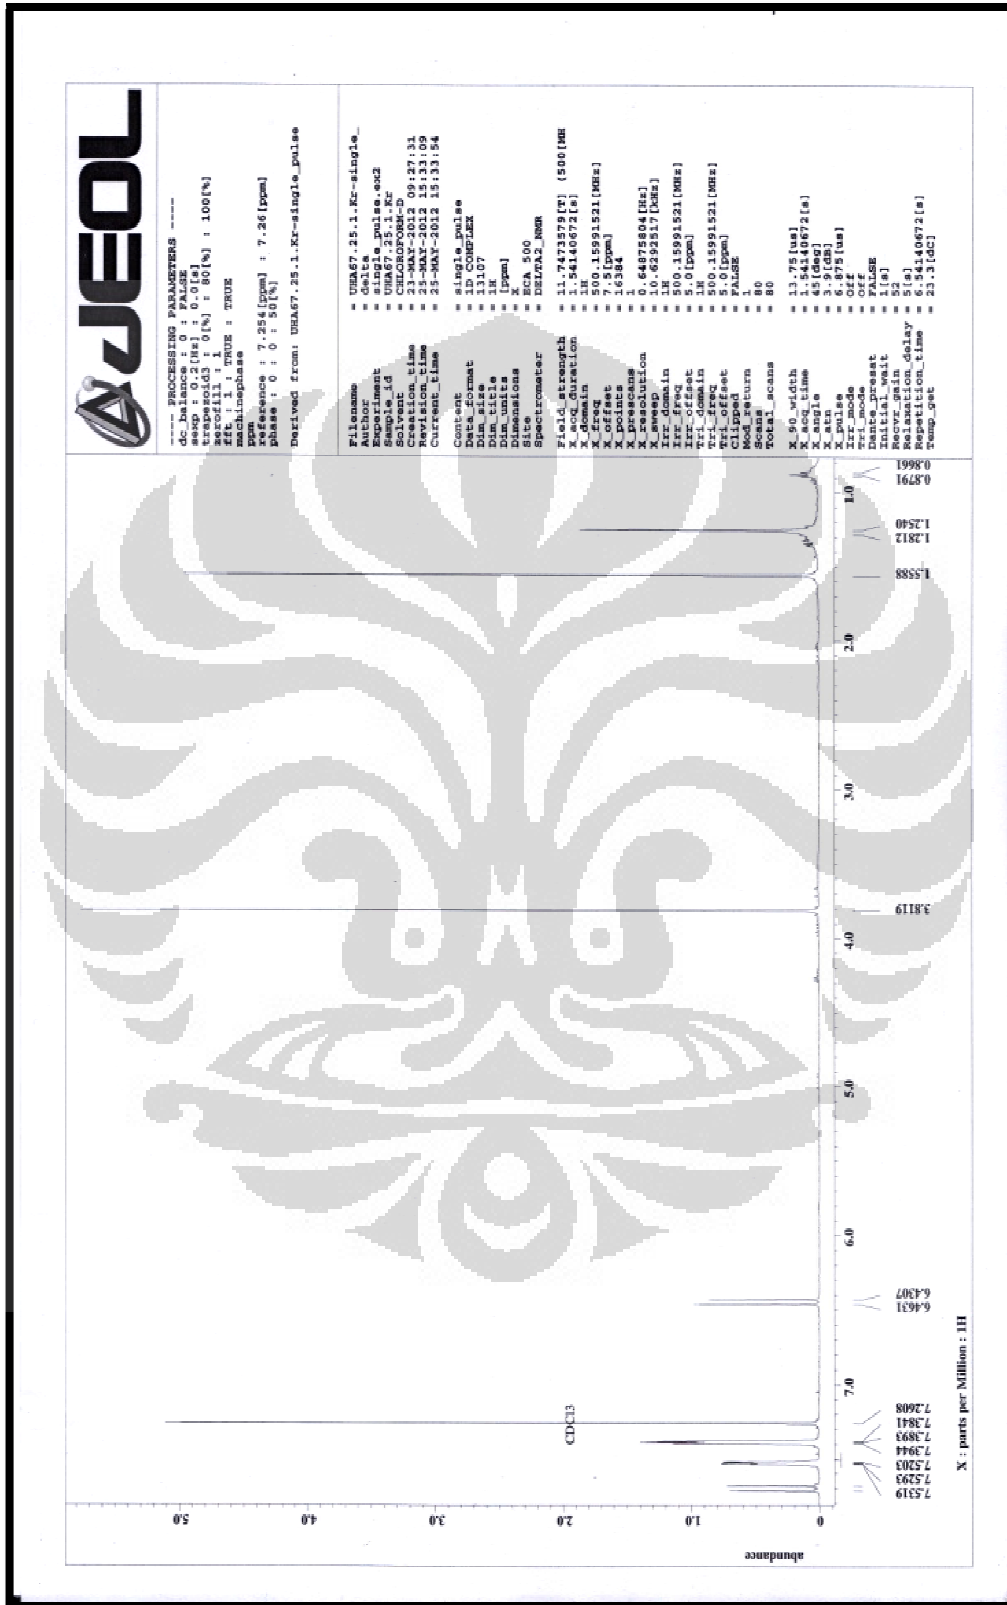 JEOL
---- PROCESSING PARAMETERS ----
dc_balance : 0 : FALSE
sexp : 0.2[Hz] : 0.0[s]
trapezoid3 : 0[%] : 80[%] : 100[%]
zerofill : 1
fft : 1 : TRUE : TRUE
machinephase
ppm
reference : 7.254[ppm] : 7.26[ppm]
phase : 0 : 0 : 50[%]
Derived from: UHA67.25.1.Kr-single_pulse
Filename = UHA67.25.1.Kr-single_
Author = delta
Experiment = single_pulse.ex2
Sample_id = UHA67.25.1.Kr
Solvent = CHLOROFORM-D
Creation_time = 23-MAY-2012 09:27:31
Revision_time = 25-MAY-2012 15:33:09
Current_time = 25-MAY-2012 15:33:54
Content = single_pulse
Data_format = 1D COMPLEX
Dim_size = 13107
Dim_title = 1H
Dim_units = [ppm]
Dimensions = X
Site = ECA 500
Spectrometer = DELTA2_NMR
Field_strength = 11.7473579[T] (500[MH
X_acq_duration = 1.54140672[s]
X_domain = 1H
X_freq = 500.15991521[MHz]
X_offset = 7.5[ppm]
X_points = 16384
X_prescans = 1
X_resolution = 0.64875804[Hz]
X_sweep = 10.6292517[kHz]
Irr_domain = 1H
Irr_freq = 500.15991521[MHz]
Irr_offset = 5.0[ppm]
Tri_domain = 1H
Tri_freq = 500.15991521[MHz]
Tri_offset = 5.0[ppm]
Clipped = FALSE
Mod_return = 1
Scans = 80
Total_scans = 80
X_90_width = 13.75[us]
X_acq_time = 1.54140672[s]
X_angle = 45[deg]
X_atn = 3.9[dB]
X_pulse = 6.875[us]
Irr_mode = Off
Tri_mode = Off
Dante_presat = FALSE
Initial_wait = 1[s]
Recvr_gain = 52
Relaxation_delay = 5[s]
Repetition_time = 6.54140672[s]
Temp_get = 23.3[dC]
abundance
0 1.0 2.0 3.0 4.0 5.0
CDCl3
7.0 6.0 5.0 4.0 3.0 2.0 1.0
7.5319
7.5293
7.5203
7.3944
7.3893
7.3841
7.2608
6.4631
6.4307
3.8119
1.5588
1.2812
1.2540
0.8791
0.8661
X : parts per Million : 1H